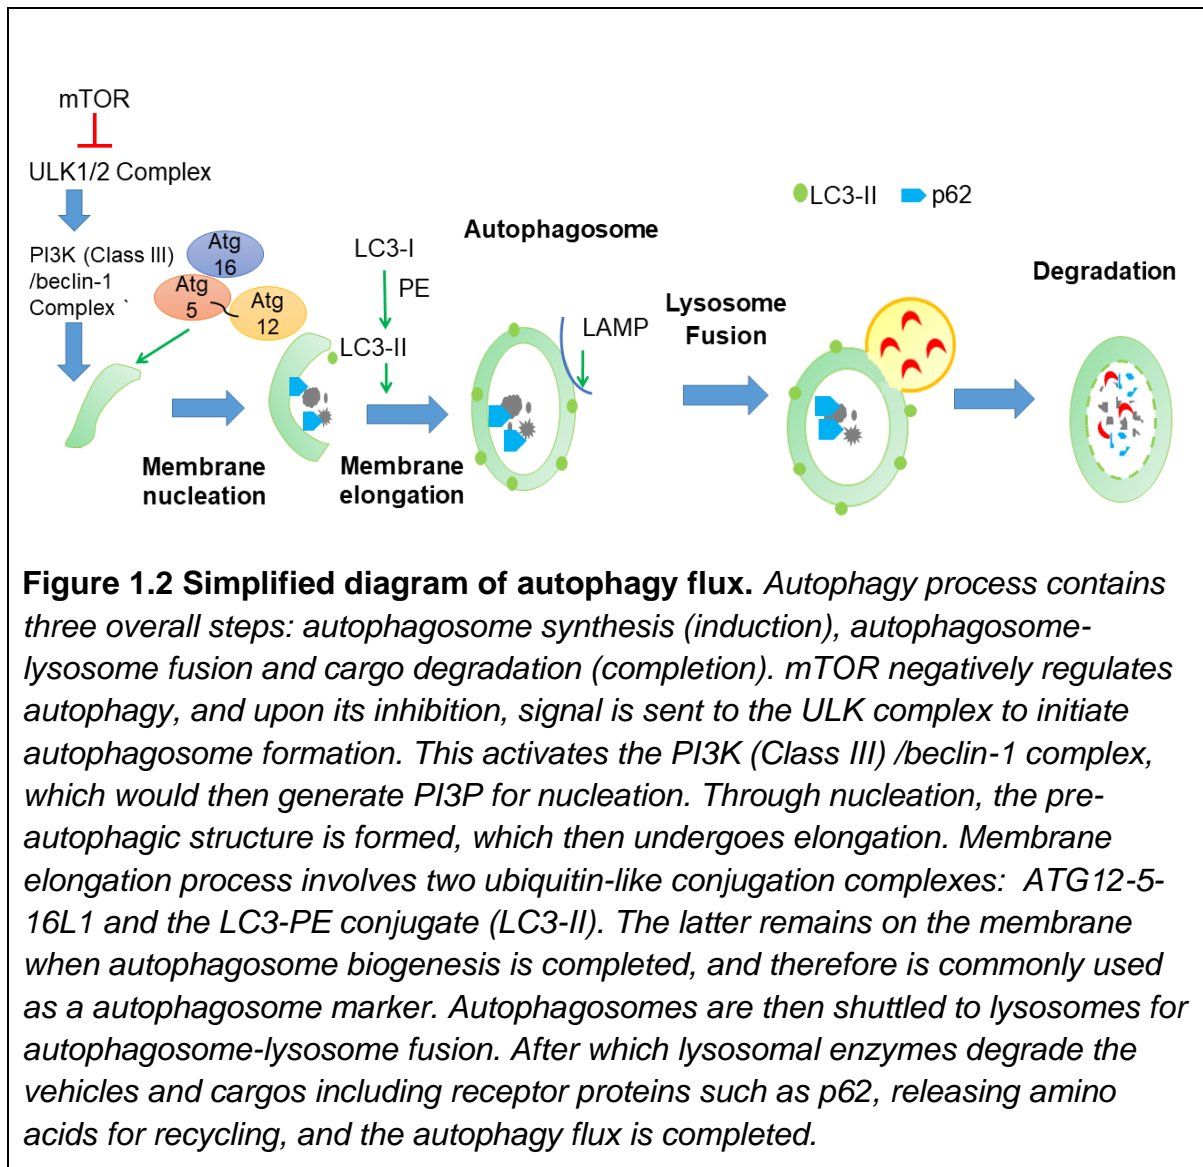 mTOR
ULK1/2 Complex
PI3K (Class III)
/beclin-1
Complex `
Atg
16
Atg
5
Atg
12
LC3-I
PE
LC3-II
Membrane
nucleation
Membrane
elongation
Autophagosome
LAMP
LC3-II
p62
Lysosome
Fusion
Degradation
Figure 1.2 Simplified diagram of autophagy flux. Autophagy process contains
three overall steps: autophagosome synthesis (induction), autophagosome-
lysosome fusion and cargo degradation (completion). mTOR negatively regulates
autophagy, and upon its inhibition, signal is sent to the ULK complex to initiate
autophagosome formation. This activates the PI3K (Class III) /beclin-1 complex,
which would then generate PI3P for nucleation. Through nucleation, the pre-
autophagic structure is formed, which then undergoes elongation. Membrane
elongation process involves two ubiquitin-like conjugation complexes:  ATG12-5-
16L1 and the LC3-PE conjugate (LC3-II). The latter remains on the membrane
when autophagosome biogenesis is completed, and therefore is commonly used
as a autophagosome marker. Autophagosomes are then shuttled to lysosomes for
autophagosome-lysosome fusion. After which lysosomal enzymes degrade the
vehicles and cargos including receptor proteins such as p62, releasing amino
acids for recycling, and the autophagy flux is completed.